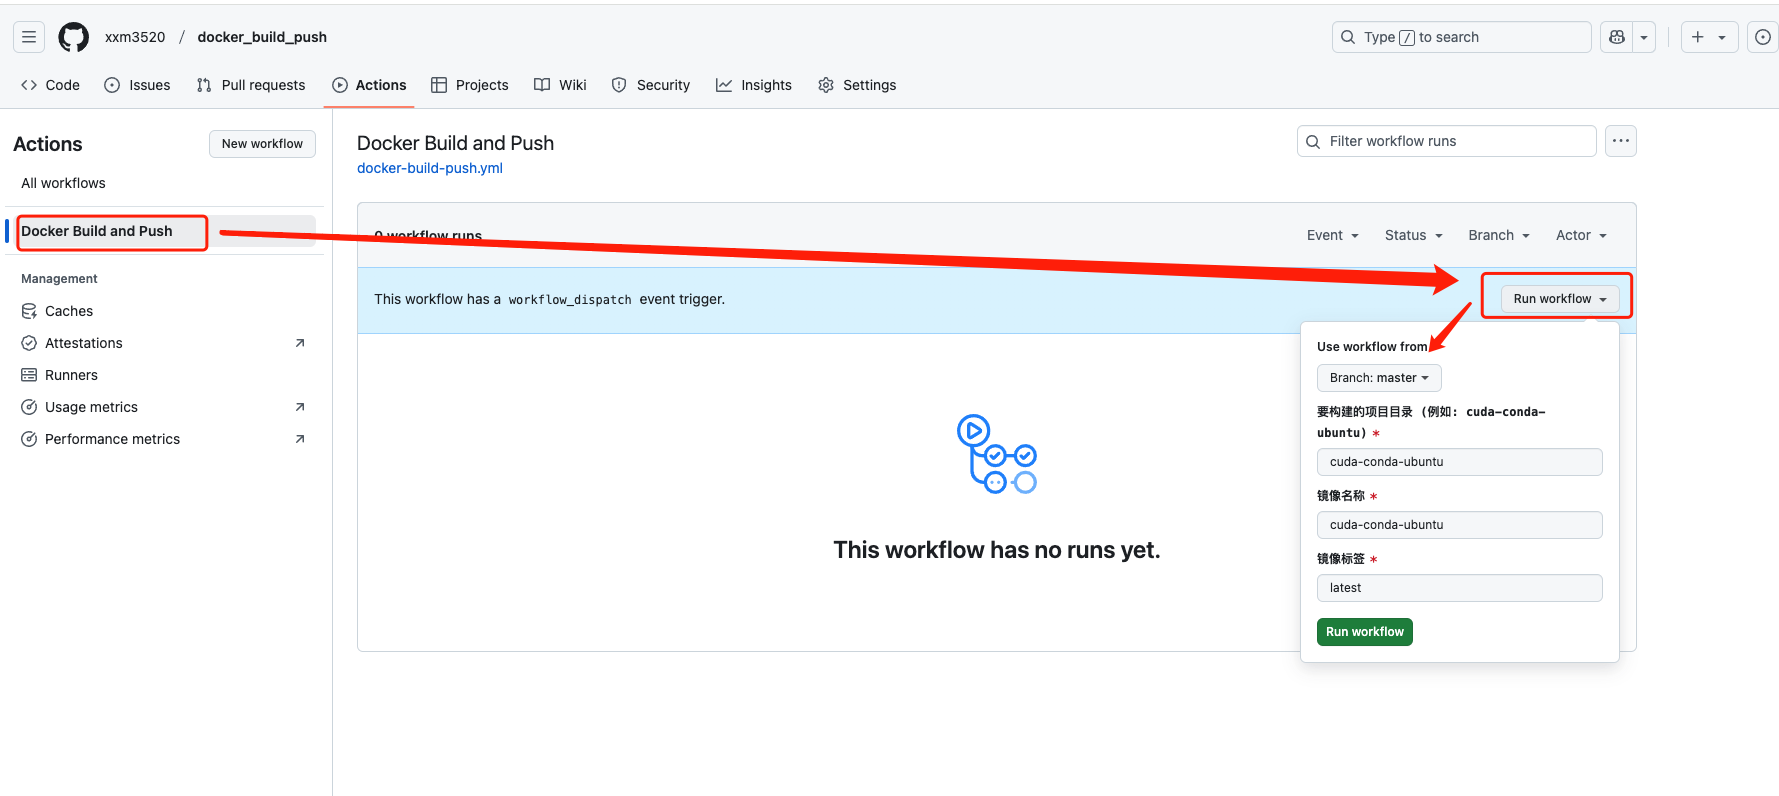 xxm3520 / docker_build_push
Type / to search
Code
Issues
Pull requests
Actions
Projects
Wiki
Security
Insights
Settings
Actions
New workflow
All workflows
Docker Build and Push
Management
Caches
Attestations
Runners
Usage metrics
Performance metrics
Docker Build and Push
docker-build-push.yml
Filter workflow runs
0 workflow runs
Event
Status
Branch
Actor
This workflow has a workflow_dispatch event trigger.
Run workflow
Use workflow from
Branch: master
要构建的项目目录 (例如: cuda-conda-
ubuntu) *
cuda-conda-ubuntu
镜像名称 *
cuda-conda-ubuntu
镜像标签 *
latest
Run workflow
This workflow has no runs yet.